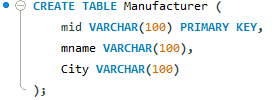 CREATE TABLE Manufacturer (
mid VARCHAR(100) PRIMARY KEY,
mname VARCHAR(100),
City VARCHAR(100)
);